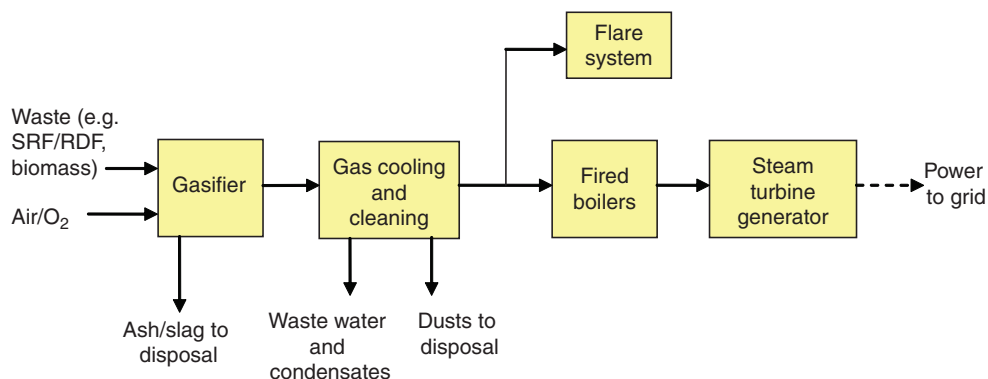 Flare
system
Waste (e.g.
SRF/RDF,
biomass)
Air/O₂
Gasifier
Gas cooling
and
cleaning
Fired
boilers
Steam
turbine
generator
Power
to grid
Ash/slag to
disposal
Waste water
and
condensates
Dusts to
disposal